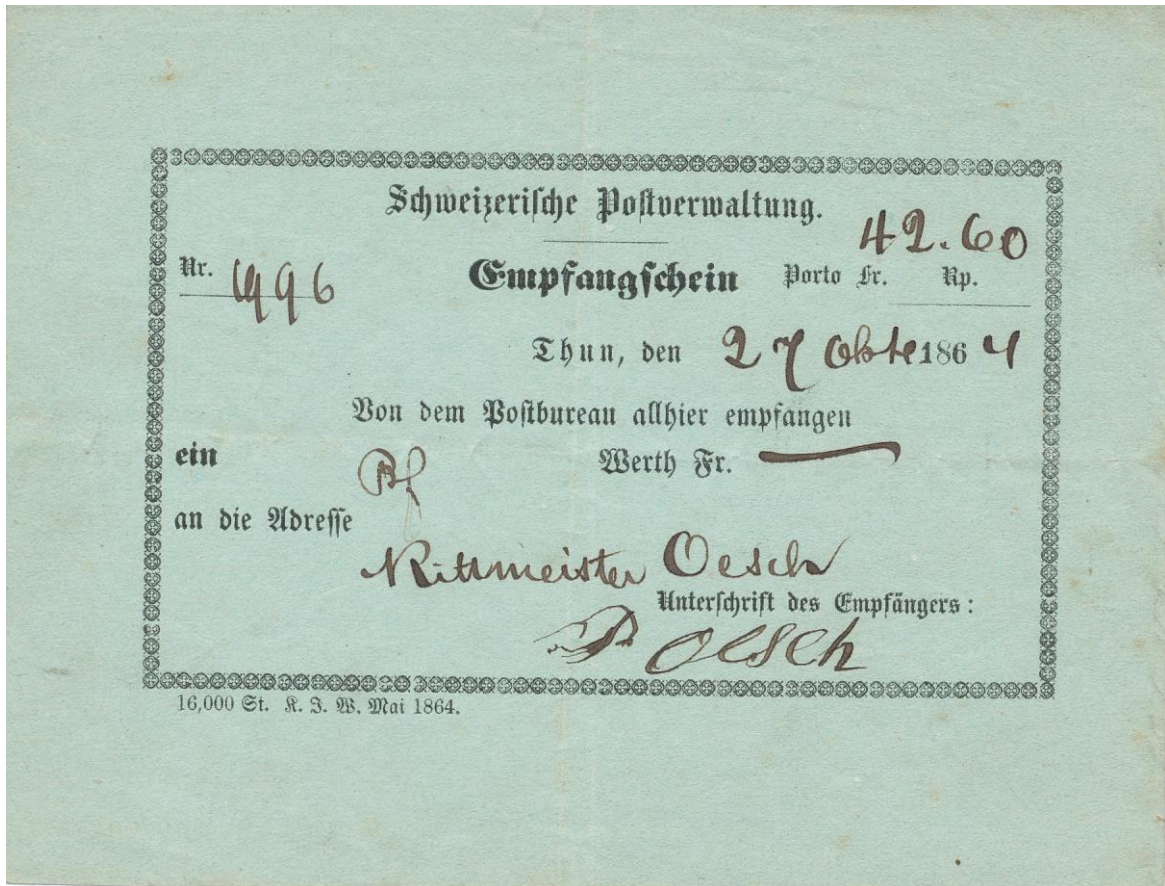 Schweizerische Postverwaltung.
42.60
Nr. 1996 Empfangschein Porto Fr. Rp.
Thun, den 27 Okte 1864
Von dem Postbureau allhier empfangen
ein Werth Fr. —
an die Adresse
Rittmeister Oesch
Unterschrift des Empfängers:
Oesch
16,000 St. K. J. W. Mai 1864.